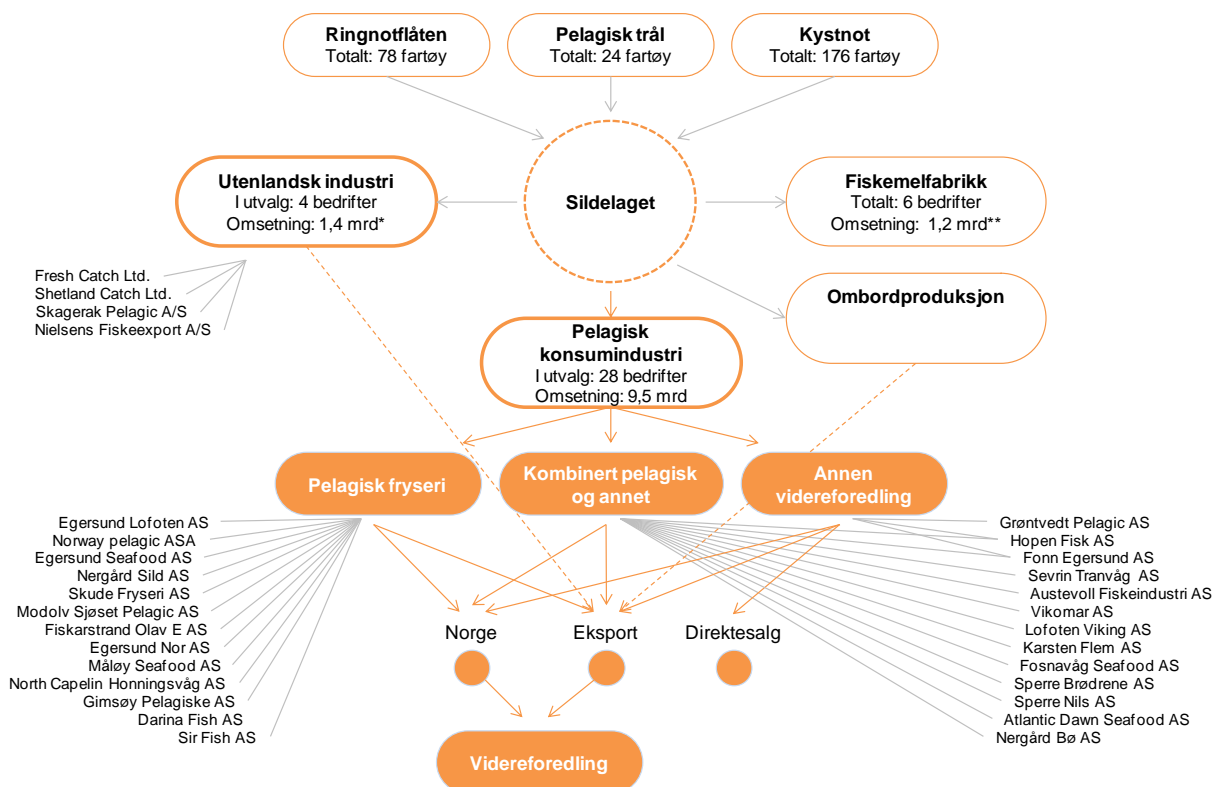 Ringnotflåten
Totalt: 78 fartøy
Pelagisk trål
Totalt: 24 fartøy
Kystnot
Totalt: 176 fartøy
Utenlandsk industri
I utvalg: 4 bedrifter
Omsetning: 1,4 mrd*
Sildelaget
Fiskemelfabrikk
Totalt: 6 bedrifter
Omsetning: 1,2 mrd**
Fresh Catch Ltd.
Shetland Catch Ltd.
Skagerak Pelagic A/S
Nielsens Fiskeexport A/S
Ombordproduksjon
Pelagisk
konsumindustri
I utvalg: 28 bedrifter
Omsetning: 9,5 mrd
Pelagisk fryseri
Kombinert pelagisk
og annet
Annen
videreforedling
Egersund Lofoten AS
Norway pelagic ASA
Egersund Seafood AS
Nergård Sild AS
Skude Fryseri AS
Modolv Sjøset Pelagic AS
Fiskarstrand Olav E AS
Egersund Nor AS
Måløy Seafood AS
North Capelin Honningsvåg AS
Gimsøy Pelagiske AS
Darina Fish AS
Sir Fish AS
Norge
Eksport
Direktesalg
Grøntvedt Pelagic AS
Hopen Fisk AS
Fonn Egersund AS
Sevrin Tranvåg AS
Austevoll Fiskeindustri AS
Vikomar AS
Lofoten Viking AS
Karsten Flem AS
Fosnavåg Seafood AS
Sperre Brødrene AS
Sperre Nils AS
Atlantic Dawn Seafood AS
Nergård Bø AS
Videreforedling